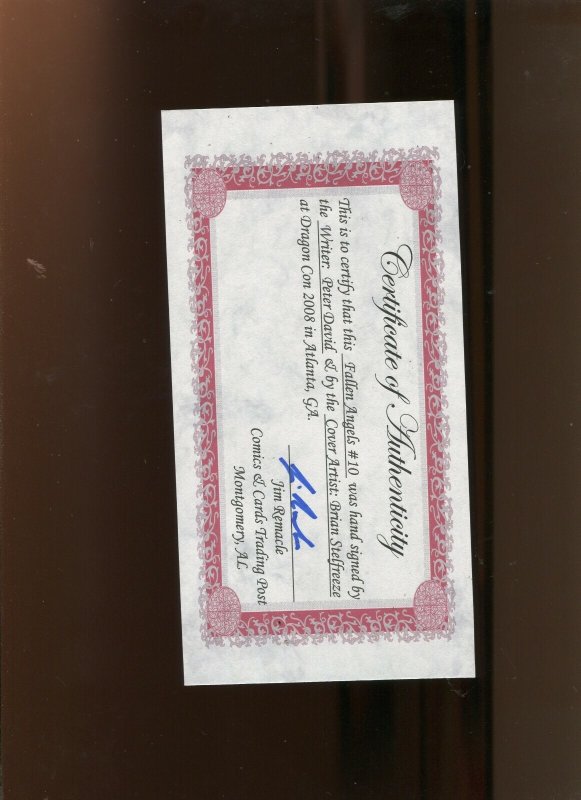 Certificate of Authenticity
This is to certify that this Fallen Angels #10 was hand signed by
the Writer: Peter David & by the Cover Artist: Brian Stelfreeze
at Dragon Con 2008 in Atlanta, GA.
Jim Remacle
Comics & Cards Trading Post
Montgomery, AL